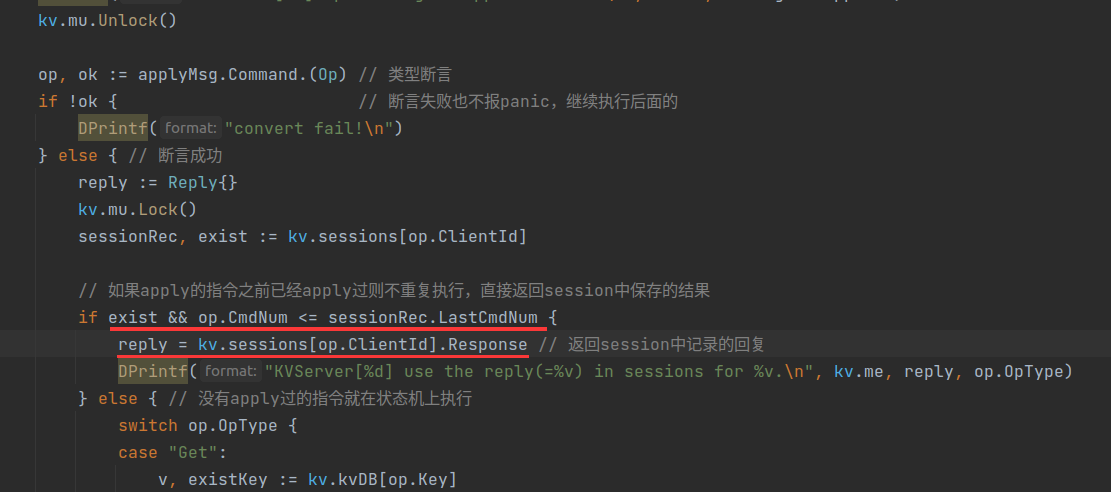 kv.mu.Unlock()
op, ok := applyMsg.Command.(Op) // 类型断言
if !ok { // 断言失败也不报panic，继续执行后面的
DPrintf( format: "convert fail!\n")
} else { // 断言成功
reply := Reply{}
kv.mu.Lock()
sessionRec, exist := kv.sessions[op.ClientId]
// 如果apply的指令之前已经apply过则不重复执行，直接返回session中保存的结果
if exist && op.CmdNum <= sessionRec.LastCmdNum {
reply = kv.sessions[op.ClientId].Response // 返回session中记录的回复
DPrintf( format: "KVServer[%d] use the reply(=%v) in sessions for %v.\n", kv.me, reply, op.OpType)
} else { // 没有apply过的指令就在状态机上执行
switch op.OpType {
case "Get":
v, existKey := kv.kvDB[op.Key]